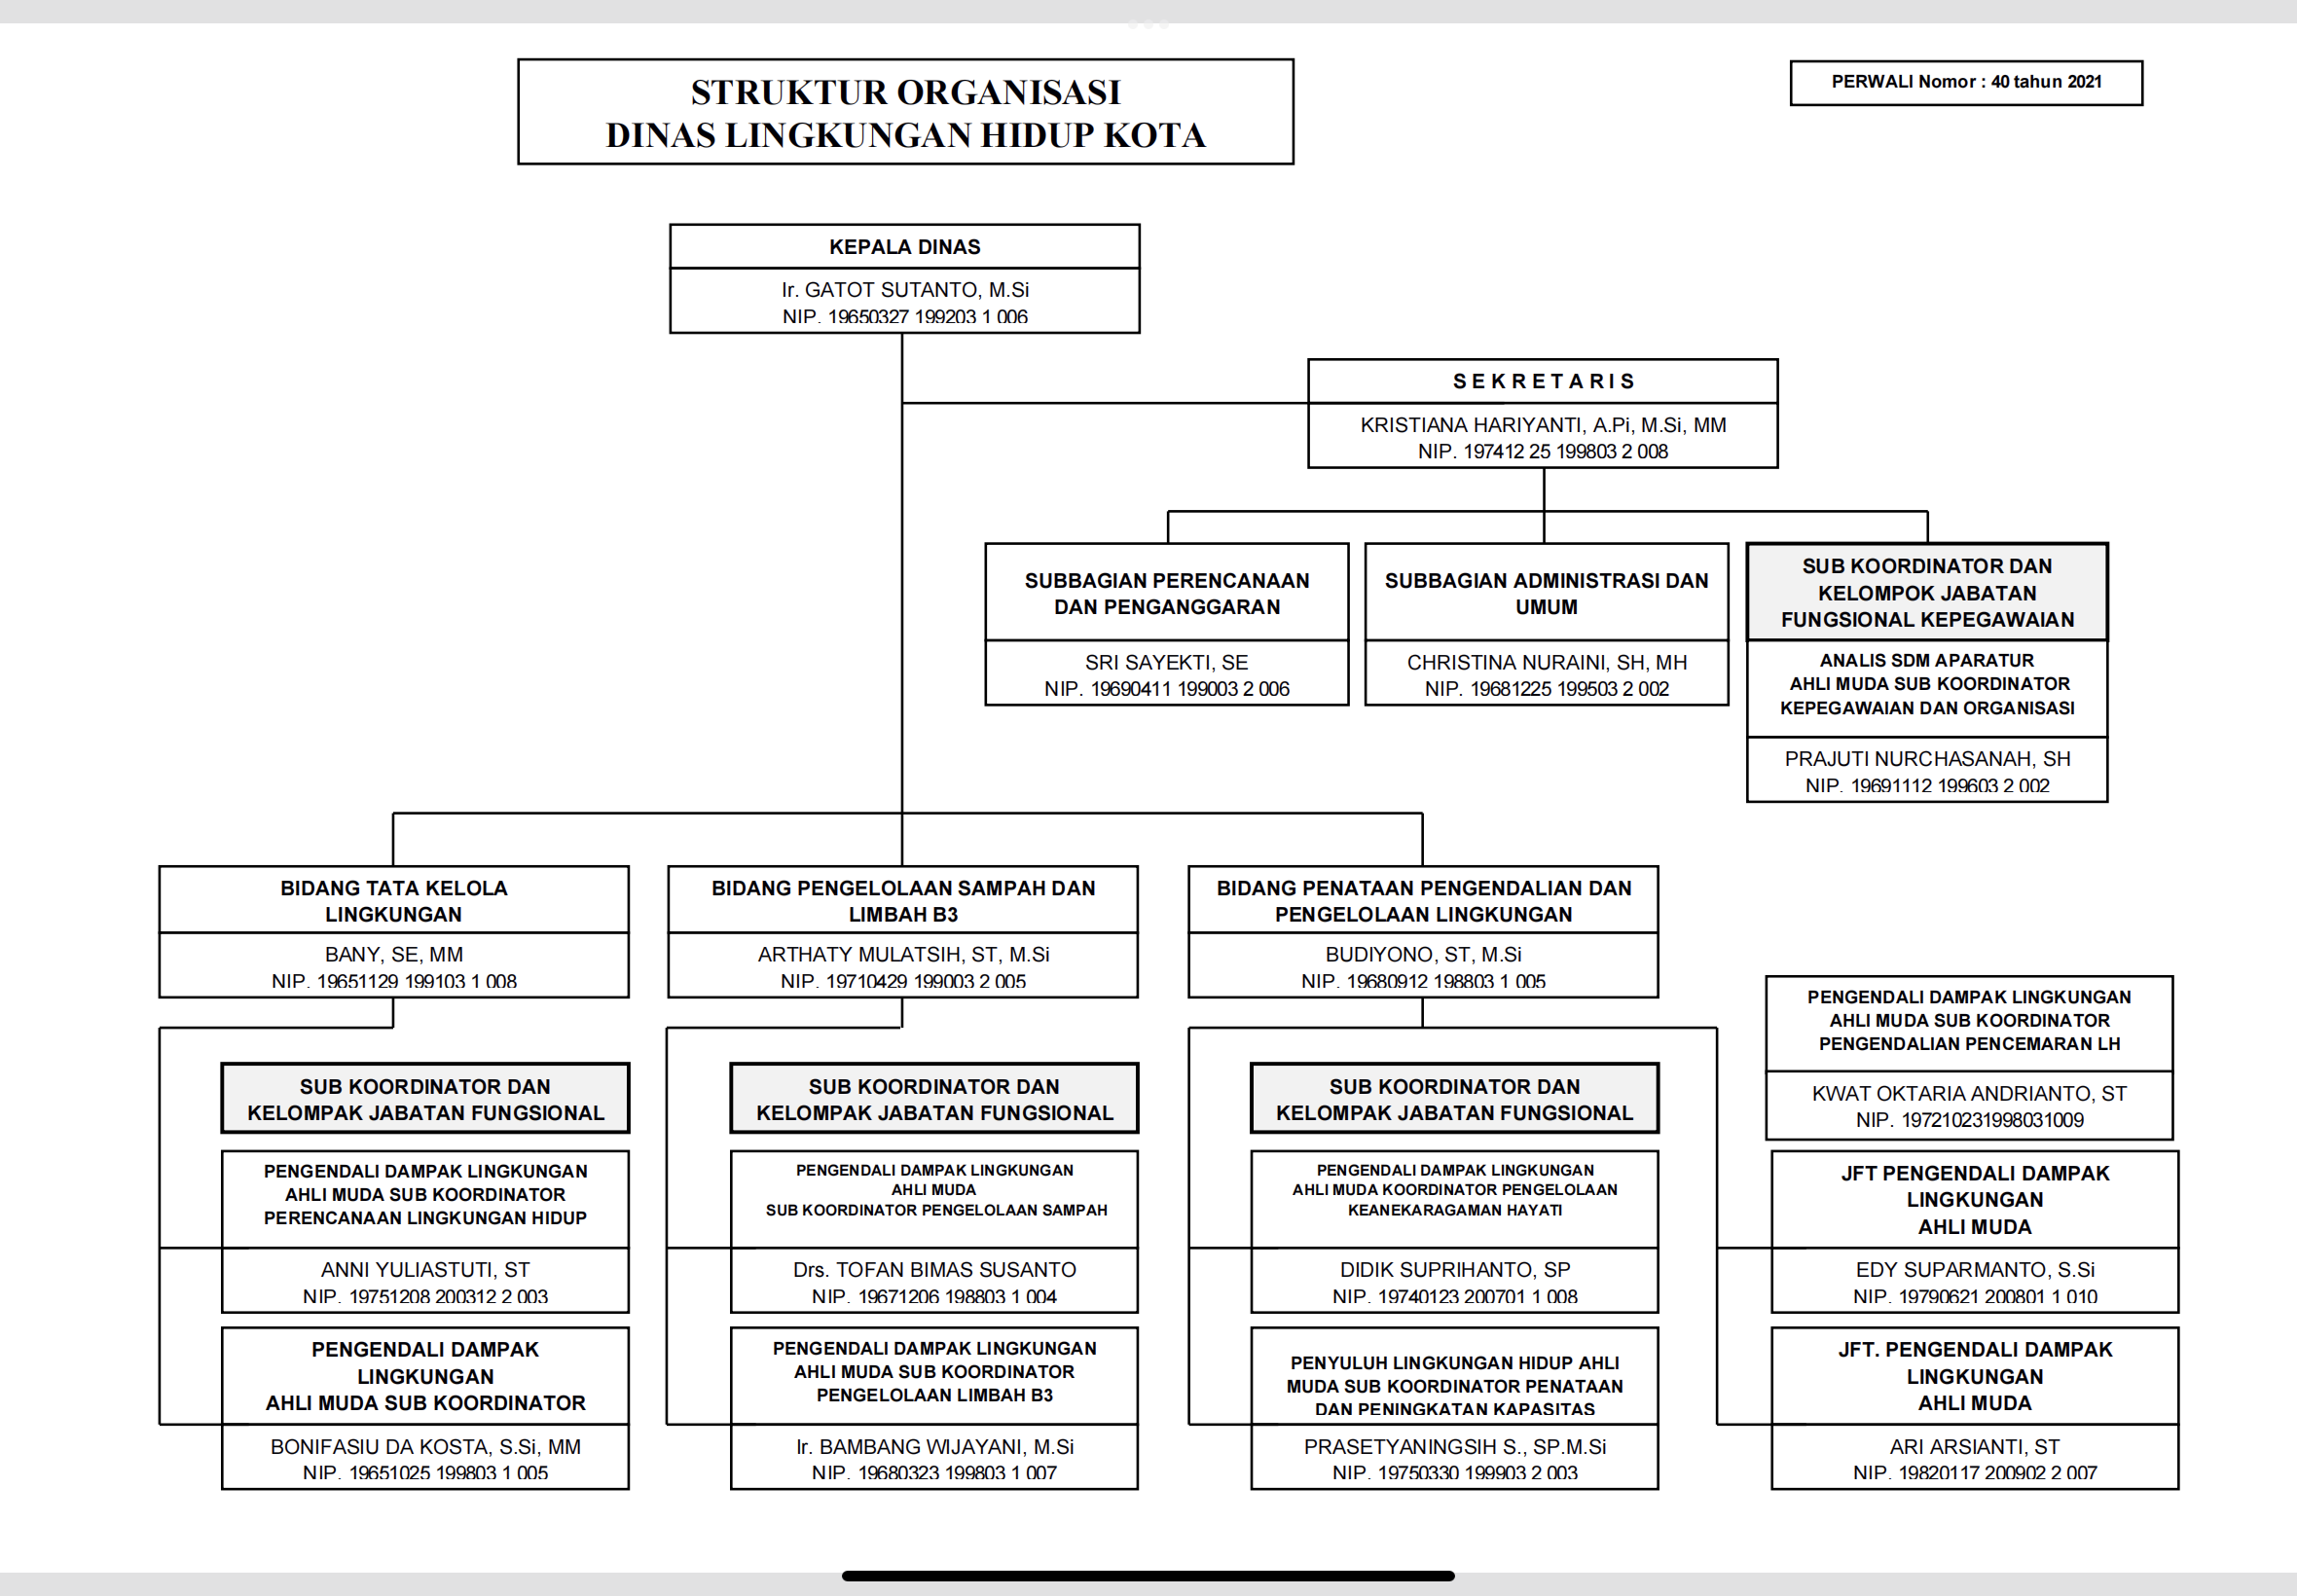 STRUKTUR ORGANISASI
DINAS LINGKUNGAN HIDUP KOTA
PERWALI Nomor : 40 tahun 2021
KEPALA DINAS
Ir. GATOT SUTANTO, M.Si
NIP. 19650327 199203 1 006
S E K R E T A R I S
KRISTIANA HARIYANTI, A.Pi, M.Si, MM
NIP. 197412 25 199803 2 008
SUBBAGIAN PERENCANAAN
DAN PENGANGGARAN
SRI SAYEKTI, SE
NIP. 19690411 199003 2 006
SUBBAGIAN ADMINISTRASI DAN
UMUM
CHRISTINA NURAINI, SH, MH
NIP. 19681225 199503 2 002
SUB KOORDINATOR DAN
KELOMPOK JABATAN
FUNGSIONAL KEPEGAWAIAN
ANALIS SDM APARATUR
AHLI MUDA SUB KOORDINATOR
KEPEGAWAIAN DAN ORGANISASI
PRAJUTI NURCHASANAH, SH
NIP. 19691112 199603 2 002
BIDANG TATA KELOLA
LINGKUNGAN
BANY, SE, MM
NIP. 19651129 199103 1 008
BIDANG PENGELOLAAN SAMPAH DAN
LIMBAH B3
ARTHATY MULATSIH, ST, M.Si
NIP. 19710429 199003 2 005
BIDANG PENATAAN PENGENDALIAN DAN
PENGELOLAAN LINGKUNGAN
BUDIYONO, ST, M.Si
NIP. 19680912 198803 1 005
SUB KOORDINATOR DAN
KELOMPAK JABATAN FUNGSIONAL
PENGENDALI DAMPAK LINGKUNGAN
AHLI MUDA SUB KOORDINATOR
PERENCANAAN LINGKUNGAN HIDUP
ANNI YULIASTUTI, ST
NIP. 19751208 200312 2 003
PENGENDALI DAMPAK
LINGKUNGAN
AHLI MUDA SUB KOORDINATOR
BONIFASIU DA KOSTA, S.Si, MM
NIP. 19651025 199803 1 005
SUB KOORDINATOR DAN
KELOMPAK JABATAN FUNGSIONAL
PENGENDALI DAMPAK LINGKUNGAN
AHLI MUDA
SUB KOORDINATOR PENGELOLAAN SAMPAH
Drs. TOFAN BIMAS SUSANTO
NIP. 19671206 198803 1 004
PENGENDALI DAMPAK LINGKUNGAN
AHLI MUDA SUB KOORDINATOR
PENGELOLAAN LIMBAH B3
Ir. BAMBANG WIJAYANI, M.Si
NIP. 19680323 199803 1 007
SUB KOORDINATOR DAN
KELOMPAK JABATAN FUNGSIONAL
PENGENDALI DAMPAK LINGKUNGAN
AHLI MUDA KOORDINATOR PENGELOLAAN
KEANEKARAGAMAN HAYATI
DIDIK SUPRIHANTO, SP
NIP. 19740123 200701 1 008
PENYULUH LINGKUNGAN HIDUP AHLI
MUDA SUB KOORDINATOR PENATAAN
DAN PENINGKATAN KAPASITAS
PRASETYANINGSIH S., SP.M.Si
NIP. 19750330 199903 2 003
PENGENDALI DAMPAK LINGKUNGAN
AHLI MUDA SUB KOORDINATOR
PENGENDALIAN PENCEMARAN LH
KWAT OKTARIA ANDRIANTO, ST
NIP. 197210231998031009
JFT PENGENDALI DAMPAK
LINGKUNGAN
AHLI MUDA
EDY SUPARMANTO, S.Si
NIP. 19790621 200801 1 010
JFT. PENGENDALI DAMPAK
LINGKUNGAN
AHLI MUDA
ARI ARSIANTI, ST
NIP. 19820117 200902 2 007